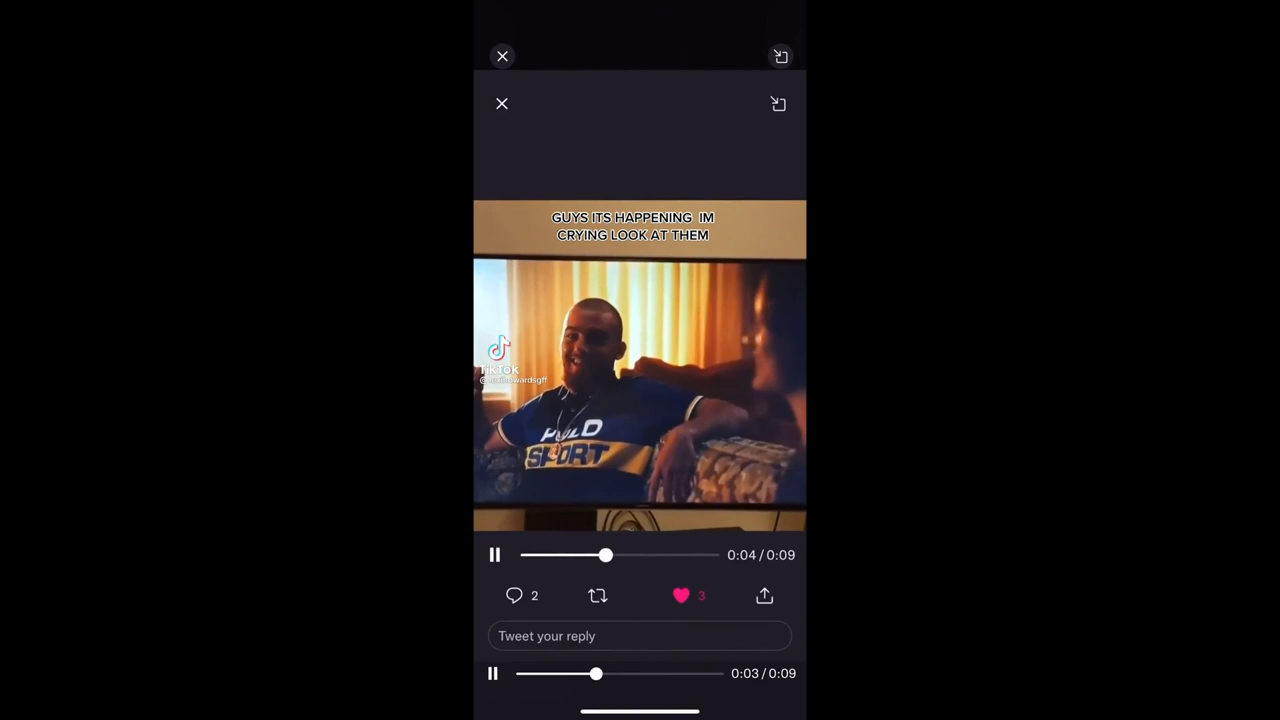 GUYS ITS HAPPENING IM
CRYING LOOK AT THEM
TikTok
POLO
SPORT
0:04 / 0:09
2
3
Tweet your reply
0:03 / 0:09